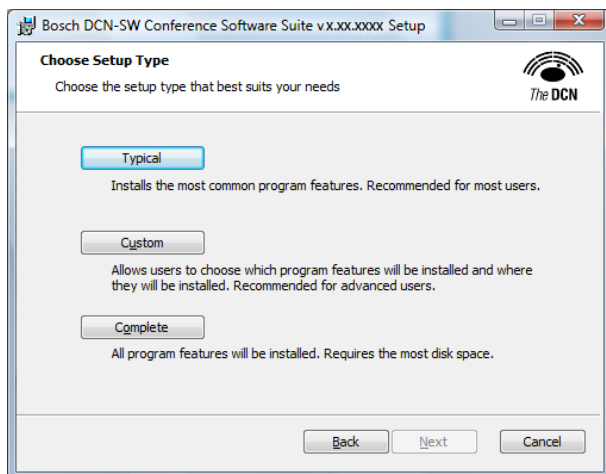 Bosch DCN-SW Conference Software Suite vx.xx.xxxx Setup
Choose Setup Type
Choose the setup type that best suits your needs
The DCN
Typical
Installs the most common program features. Recommended for most users.
Custom
Allows users to choose which program features will be installed and where
they will be installed. Recommended for advanced users.
Complete
All program features will be installed. Requires the most disk space.
Back
Next
Cancel